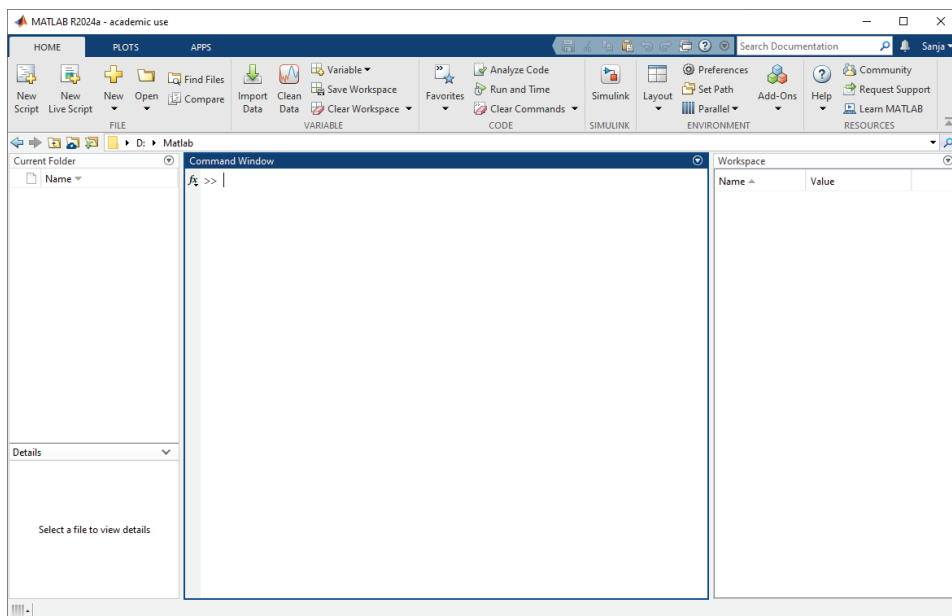 MATLAB R2024a - academic use
HOME PLOTS APPS
Search Documentation
Sanja
New Script
New Live Script
New
Open
Find Files
Compare
FILE
Import Data
Clean Data
Variable
Save Workspace
Clear Workspace
VARIABLE
Favorites
Analyze Code
Run and Time
Clear Commands
CODE
Simulink
SIMULINK
Layout
Preferences
Set Path
Parallel
Add-Ons
ENVIRONMENT
Help
Community
Request Support
Learn MATLAB
RESOURCES
D: Matlab
Current Folder
Name
Command Window
fx >>
Workspace
Name Value
Details
Select a file to view details